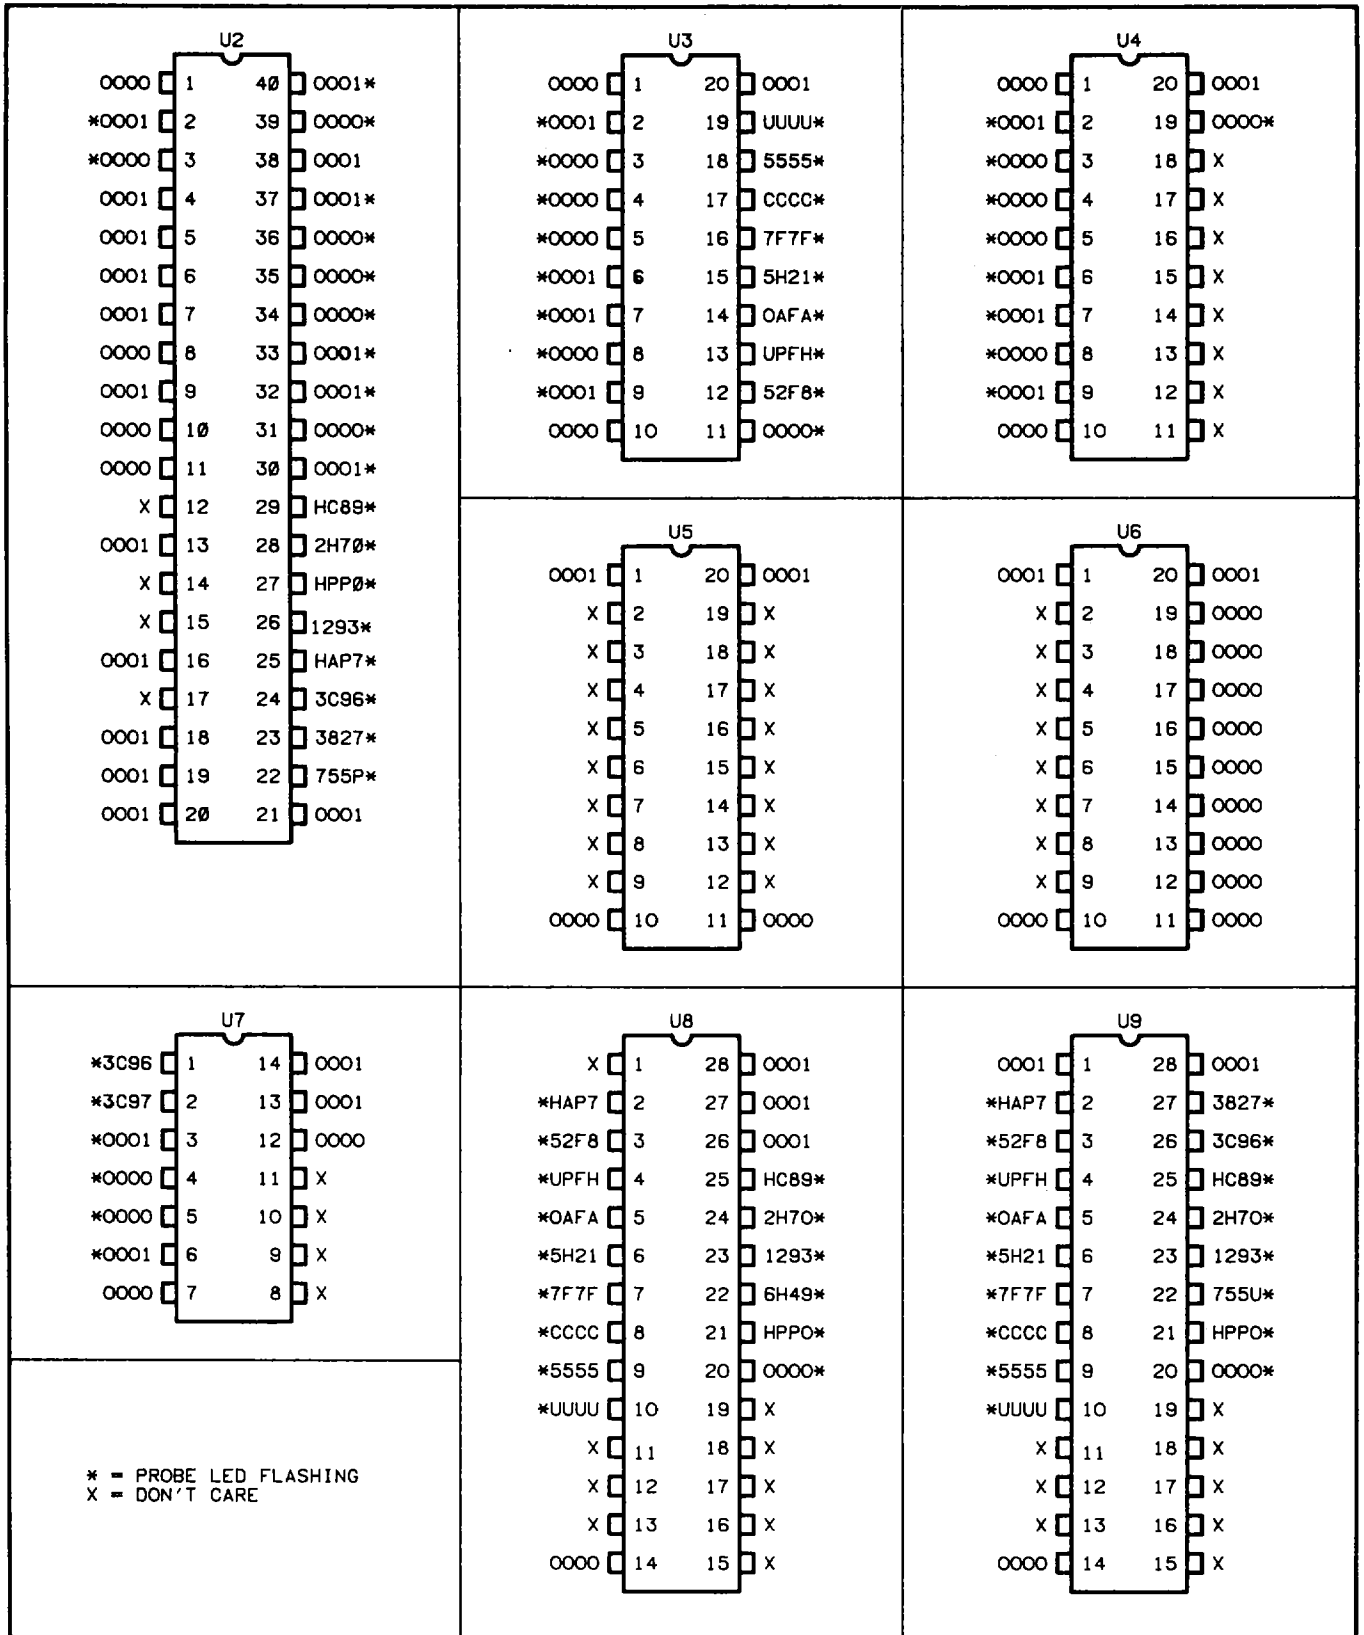 U2
0000 1 40 0001*
*0001 2 39 0000*
*0000 3 38 0001
0001 4 37 0001*
0001 5 36 0000*
0001 6 35 0000*
0001 7 34 0000*
0000 8 33 0001*
0001 9 32 0001*
0000 10 31 0000*
0000 11 30 0001*
X 12 29 HC89*
0001 13 28 2H70*
X 14 27 HPP0*
X 15 26 1293*
0001 16 25 HAP7*
X 17 24 3C96*
0001 18 23 3827*
0001 19 22 755P*
0001 20 21 0001
U3
0000 1 20 0001
*0001 2 19 UUUU*
*0000 3 18 5555*
*0000 4 17 CCCC*
*0000 5 16 7F7F*
*0001 6 15 5H21*
*0001 7 14 0AFA*
*0000 8 13 UPFH*
*0001 9 12 52F8*
0000 10 11 0000*
U4
0000 1 20 0001
*0001 2 19 0000*
*0000 3 18 X
*0000 4 17 X
*0000 5 16 X
*0001 6 15 X
*0001 7 14 X
*0000 8 13 X
*0001 9 12 X
0000 10 11 X
U5
0001 1 20 0001
X 2 19 X
X 3 18 X
X 4 17 X
X 5 16 X
X 6 15 X
X 7 14 X
X 8 13 X
X 9 12 X
0000 10 11 0000
U6
0001 1 20 0001
X 2 19 0000
X 3 18 0000
X 4 17 0000
X 5 16 0000
X 6 15 0000
X 7 14 0000
X 8 13 0000
X 9 12 0000
0000 10 11 0000
U7
*3C96 1 14 0001
*3C97 2 13 0001
*0001 3 12 0000
*0000 4 11 X
*0000 5 10 X
*0001 6 9 X
0000 7 8 X
U8
X 1 28 0001
*HAP7 2 27 0001
*52F8 3 26 0001
*UPFH 4 25 HC89*
*0AFA 5 24 2H70*
*5H21 6 23 1293*
*7F7F 7 22 6H49*
*CCCC 8 21 HPP0*
*5555 9 20 0000*
*UUUU 10 19 X
X 11 18 X
X 12 17 X
X 13 16 X
0000 14 15 X
U9
0001 1 28 0001
*HAP7 2 27 3827*
*52F8 3 26 3C96*
*UPFH 4 25 HC89*
*0AFA 5 24 2H70*
*5H21 6 23 1293*
*7F7F 7 22 755U*
*CCCC 8 21 HPP0*
*5555 9 20 0000*
*UUUU 10 19 X
X 11 18 X
X 12 17 X
X 13 16 X
0000 14 15 X
* = PROBE LED FLASHING
X = DON'T CARE